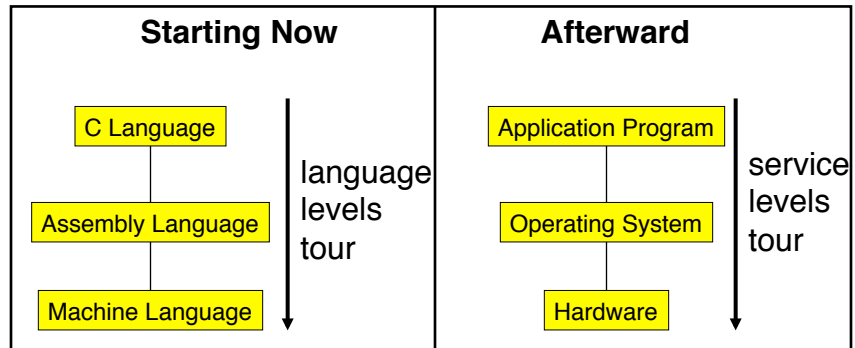 Starting Now
C Language
Assembly Language
Machine Language
language
levels
tour
Afterward
Application Program
Operating System
Hardware
service
levels
tour